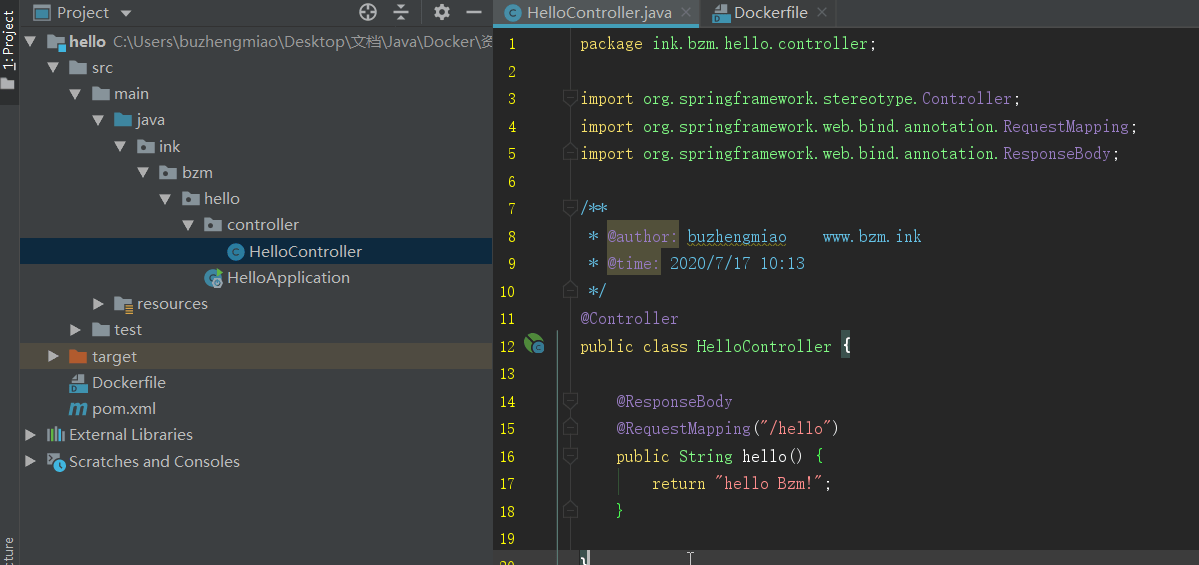 Project
HelloController.java
Dockerfile
1: Project
hello C:\Users\buzhengmiao\Desktop\文档\Java\Docker\资
src
main
java
ink
bzm
hello
controller
HelloController
HelloApplication
resources
test
target
Dockerfile
pom.xml
External Libraries
Scratches and Consoles
1 package ink.bzm.hello.controller;
2
3 import org.springframework.stereotype.Controller;
4 import org.springframework.web.bind.annotation.RequestMapping;
5 import org.springframework.web.bind.annotation.ResponseBody;
6
7 /**
8 * @author: buzhengmiao www.bzm.ink
9 * @time: 2020/7/17 10:13
10 */
11 @Controller
12 public class HelloController {
13
14 @ResponseBody
15 @RequestMapping("/hello")
16 public String hello() {
17 return "hello Bzm!";
18 }
19
20 }